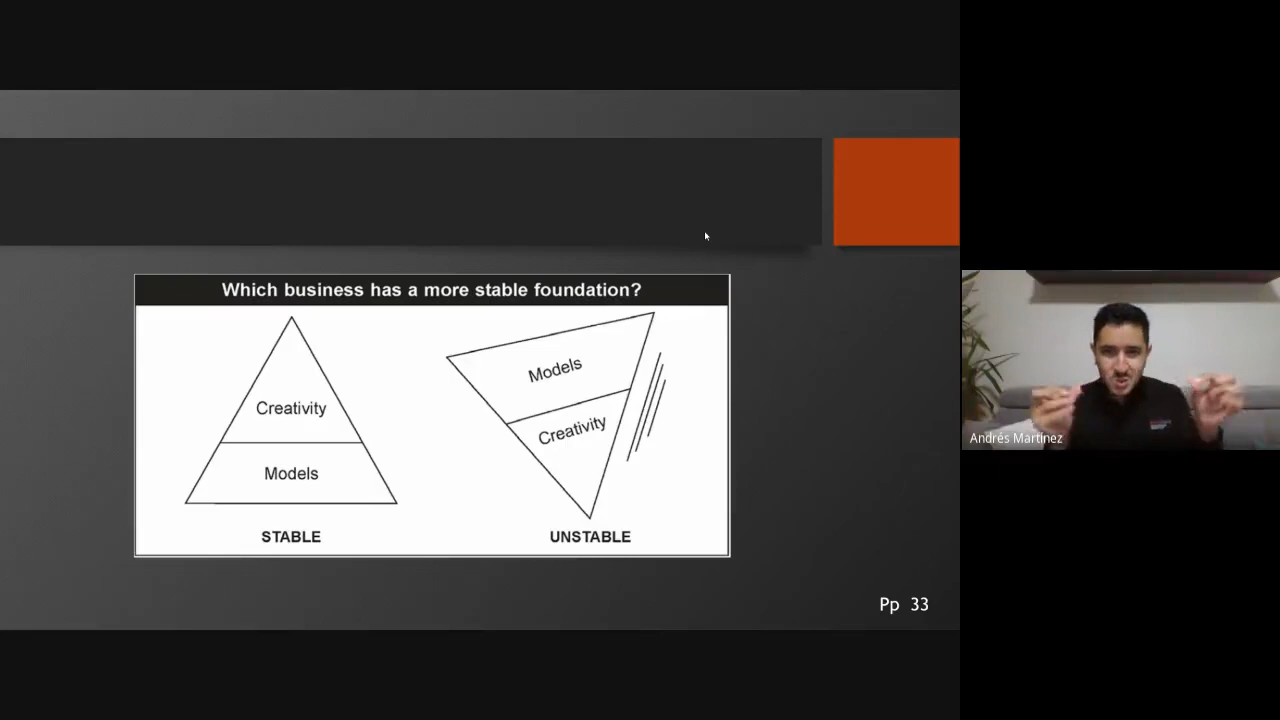 Which business has a more stable foundation?
Creativity
Models
STABLE
Models
Creativity
UNSTABLE
Pp 33
Andrés Martínez